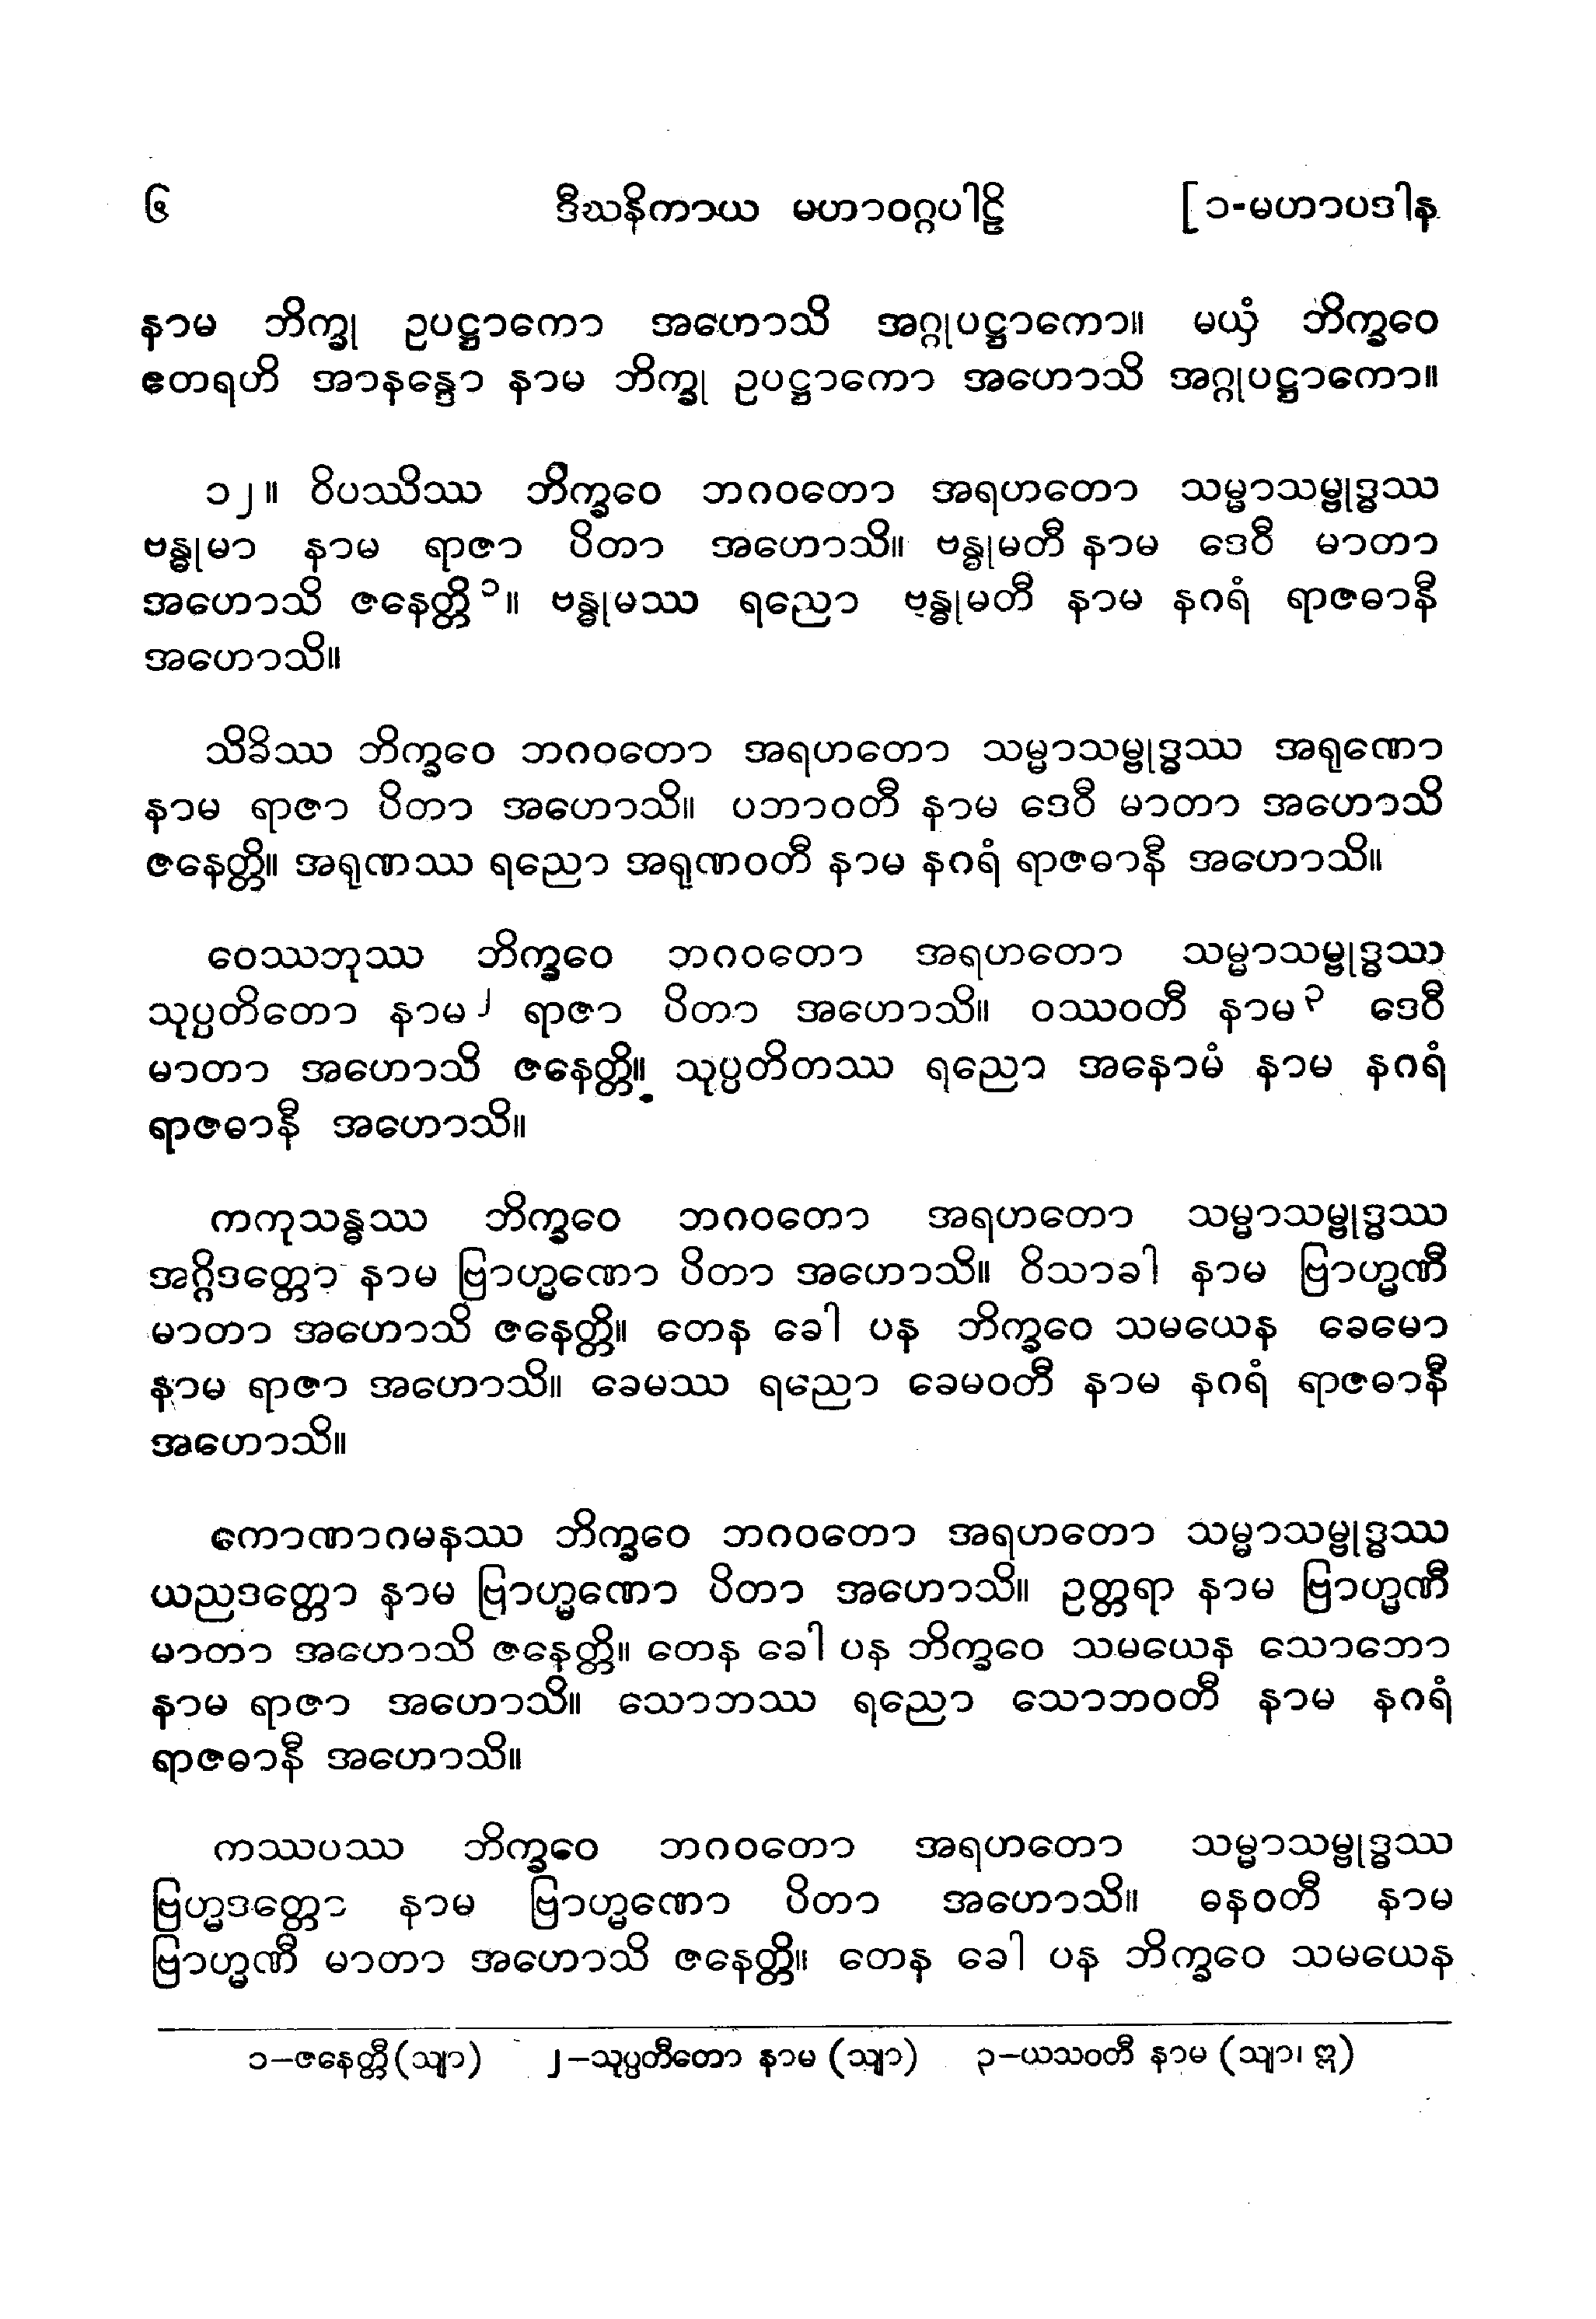 ၆ ဒီဃနိကာယ မဟာဝဂ္ဂပါဠိ [၁-မဟာပဒါန
နာမ ဘိက္ခု ဥပဋ္ဌာကော အဟောသိ အဂ္ဂုပဋ္ဌာကော။ မယှံ ဘိက္ခဝေ
ဧတရဟိ အာနန္ဒော နာမ ဘိက္ခု ဥပဋ္ဌာကော အဟောသိ အဂ္ဂုပဋ္ဌာကော။
၁၂။ ဝိပဿိဿ ဘိက္ခဝေ ဘဂဝတော အရဟတော သမ္မာသမ္ဗုဒ္ဓဿ
ဗန္ဓုမာ နာမ ရာဇာ ပိတာ အဟောသိ။ ဗန္ဓုမတီ နာမ ဒေဝီ မာတာ
အဟောသိ ဇနေတ္တိ ၁။ ဗန္ဓုမဿ ရညော ဗန္ဓုမတီ နာမ နဂရံ ရာဇဓာနီ
အဟောသိ။
သိခိဿ ဘိက္ခဝေ ဘဂဝတော အရဟတော သမ္မာသမ္ဗုဒ္ဓဿ အရုဏော
နာမ ရာဇာ ပိတာ အဟောသိ။ ပဘာဝတီ နာမ ဒေဝီ မာတာ အဟောသိ
ဇနေတ္တိ။ အရုဏဿ ရညော အရုဏဝတီ နာမ နဂရံ ရာဇဓာနီ အဟောသိ။
ဝေဿဘုဿ ဘိက္ခဝေ ဘဂဝတော အရဟတော သမ္မာသမ္ဗုဒ္ဓဿ
သုပ္ပတိတော နာမ ၂ ရာဇာ ပိတာ အဟောသိ။ ဝဿဝတီ နာမ ၃ ဒေဝီ
မာတာ အဟောသိ ဇနေတ္တိ။ သုပ္ပတိတဿ ရညော အနောမံ နာမ နဂရံ
ရာဇဓာနီ အဟောသိ။
ကကုသန္ဓဿ ဘိက္ခဝေ ဘဂဝတော အရဟတော သမ္မာသမ္ဗုဒ္ဓဿ
အဂ္ဂိဒတ္တော နာမ ဗြာဟ္မဏော ပိတာ အဟောသိ။ ဝိသာခါ နာမ ဗြာဟ္မဏီ
မာတာ အဟောသိ ဇနေတ္တိ။ တေန ခေါ ပန ဘိက္ခဝေ သမယေန ခေမော
နာမ ရာဇာ အဟောသိ။ ခေမဿ ရညော ခေမဝတီ နာမ နဂရံ ရာဇဓာနီ
အဟောသိ။
ကောဏာဂမနဿ ဘိက္ခဝေ ဘဂဝတော အရဟတော သမ္မာသမ္ဗုဒ္ဓဿ
ယညဒတ္တော နာမ ဗြာဟ္မဏော ပိတာ အဟောသိ။ ဥတ္တရာ နာမ ဗြာဟ္မဏီ
မာတာ အဟောသိ ဇနေတ္တိ။ တေန ခေါ ပန ဘိက္ခဝေ သမယေန သောဘော
နာမ ရာဇာ အဟောသိ။ သောဘဿ ရညော သောဘဝတီ နာမ နဂရံ
ရာဇဓာနီ အဟောသိ။
ကဿပဿ ဘိက္ခဝေ ဘဂဝတော အရဟတော သမ္မာသမ္ဗုဒ္ဓဿ
ဗြဟ္မဒတ္တော နာမ ဗြာဟ္မဏော ပိတာ အဟောသိ။ ဓနဝတီ နာမ
ဗြာဟ္မဏီ မာတာ အဟောသိ ဇနေတ္တိ။ တေန ခေါ ပန ဘိက္ခဝေ သမယေန
၁–ဇနေတ္တီ (သျာ) ၂–သုပ္ပတီတော နာမ (သျာ) ၃–ယသဝတီ နာမ (သျာ၊ ဣ)